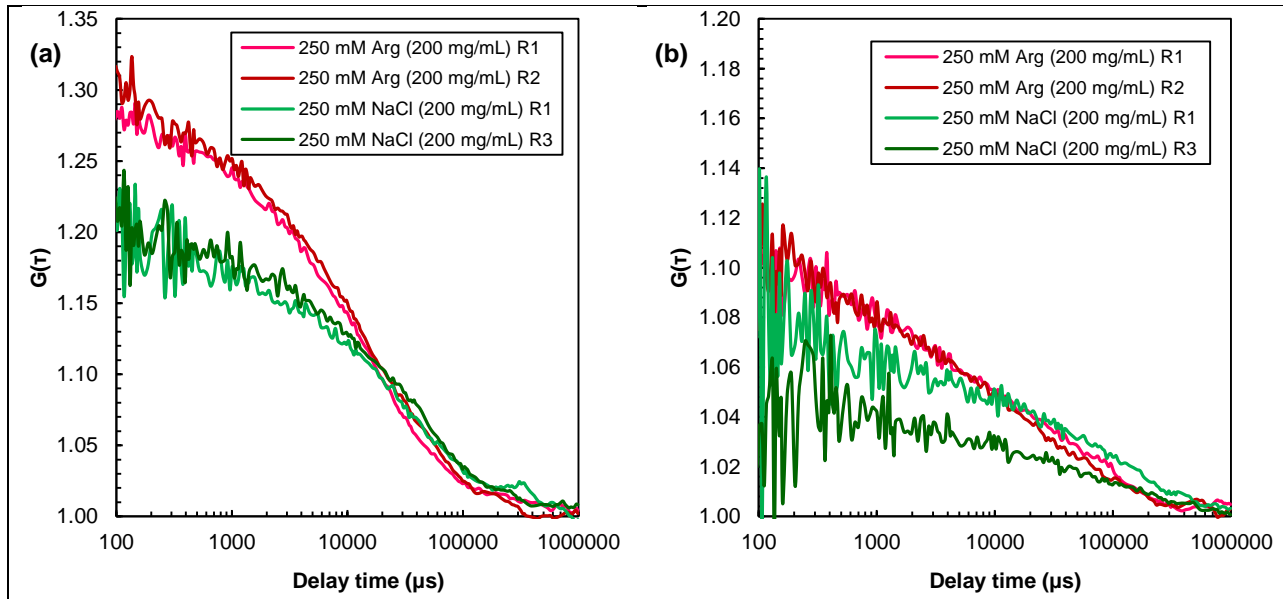 (a)
250 mM Arg (200 mg/mL) R1
250 mM Arg (200 mg/mL) R2
250 mM NaCl (200 mg/mL) R1
250 mM NaCl (200 mg/mL) R3
G(τ)
1.35
1.30
1.25
1.20
1.15
1.10
1.05
1.00
100 1000 10000 100000 1000000
Delay time (µs)
(b)
250 mM Arg (200 mg/mL) R1
250 mM Arg (200 mg/mL) R2
250 mM NaCl (200 mg/mL) R1
250 mM NaCl (200 mg/mL) R3
G(τ)
1.20
1.18
1.16
1.14
1.12
1.10
1.08
1.06
1.04
1.02
1.00
100 1000 10000 100000 1000000
Delay time (µs)